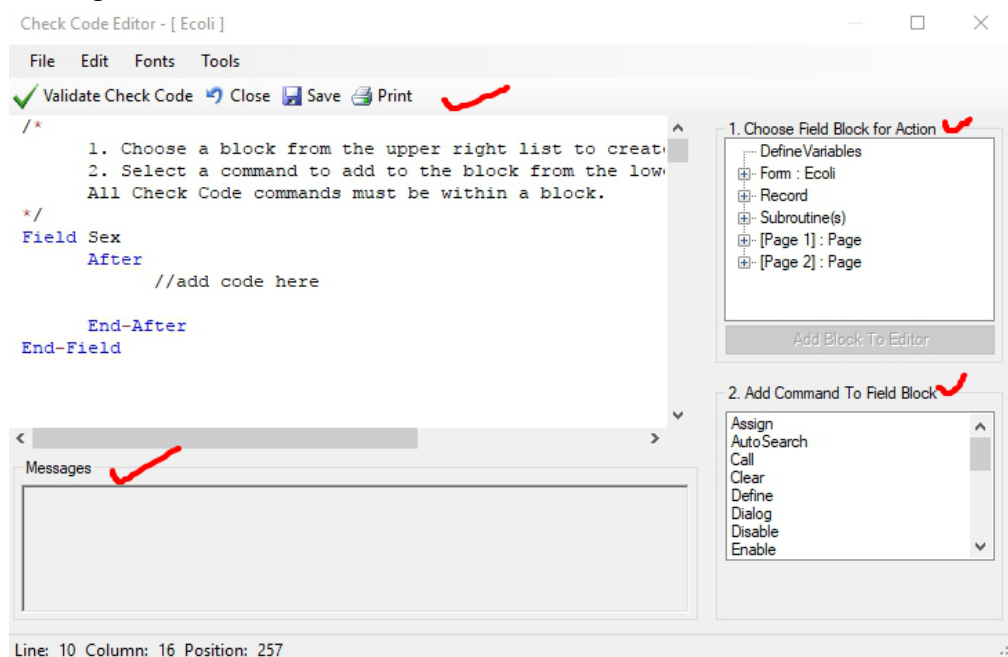 Check Code Editor - [ Ecoli ]
File Edit Fonts Tools
Validate Check Code Close Save Print
/*
1. Choose a block from the upper right list to creat
2. Select a command to add to the block from the low
All Check Code commands must be within a block.
*/
Field Sex
After
//add code here
End-After
End-Field
Messages
1. Choose Field Block for Action
DefineVariables
Form : Ecoli
Record
Subroutine(s)
[Page 1] : Page
[Page 2] : Page
Add Block To Editor
2. Add Command To Field Block
Assign
AutoSearch
Call
Clear
Define
Dialog
Disable
Enable
Line: 10 Column: 16 Position: 257